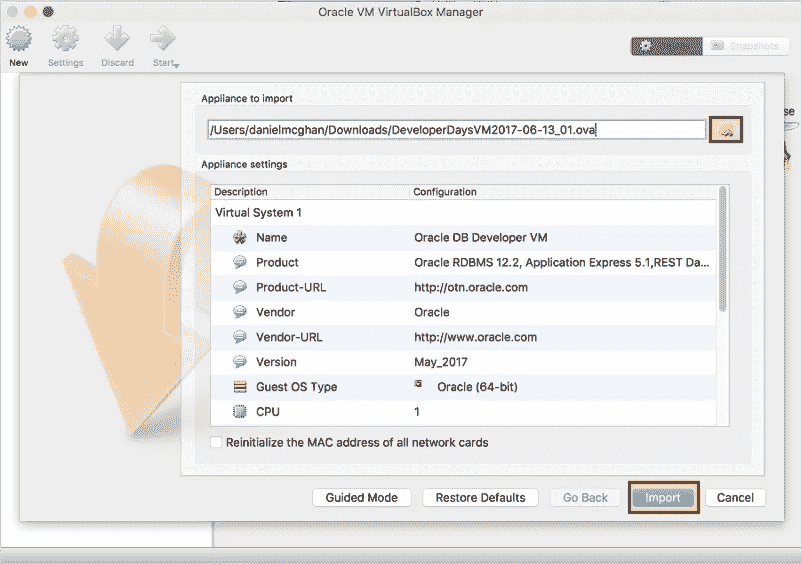 Oracle VM VirtualBox Manager
New Settings Discard Start
Snapshots
se
Appliance to import
/Users/danielmcghan/Downloads/DeveloperDaysVM2017-06-13_01.ova
Appliance settings
Description Configuration
Virtual System 1
Name Oracle DB Developer VM
Product Oracle RDBMS 12.2, Application Express 5.1,REST Da...
Product-URL http://otn.oracle.com
Vendor Oracle
Vendor-URL http://www.oracle.com
Version May_2017
Guest OS Type Oracle (64-bit)
CPU 1
Reinitialize the MAC address of all network cards
Guided Mode Restore Defaults Go Back Import Cancel